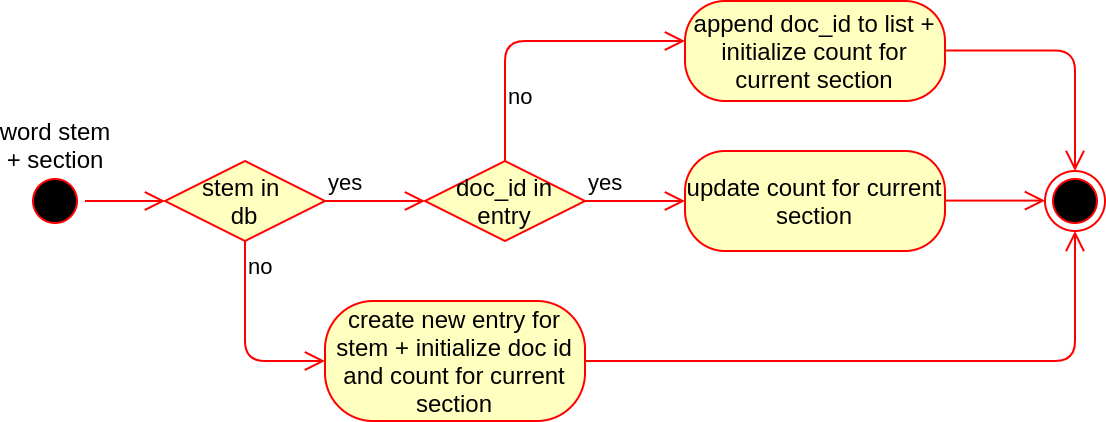 append doc_id to list +
initialize count for
current section
no
word stem
+ section
stem in
db
yes
doc_id in
entry
yes
update count for current
section
no
create new entry for
stem + initialize doc id
and count for current
section